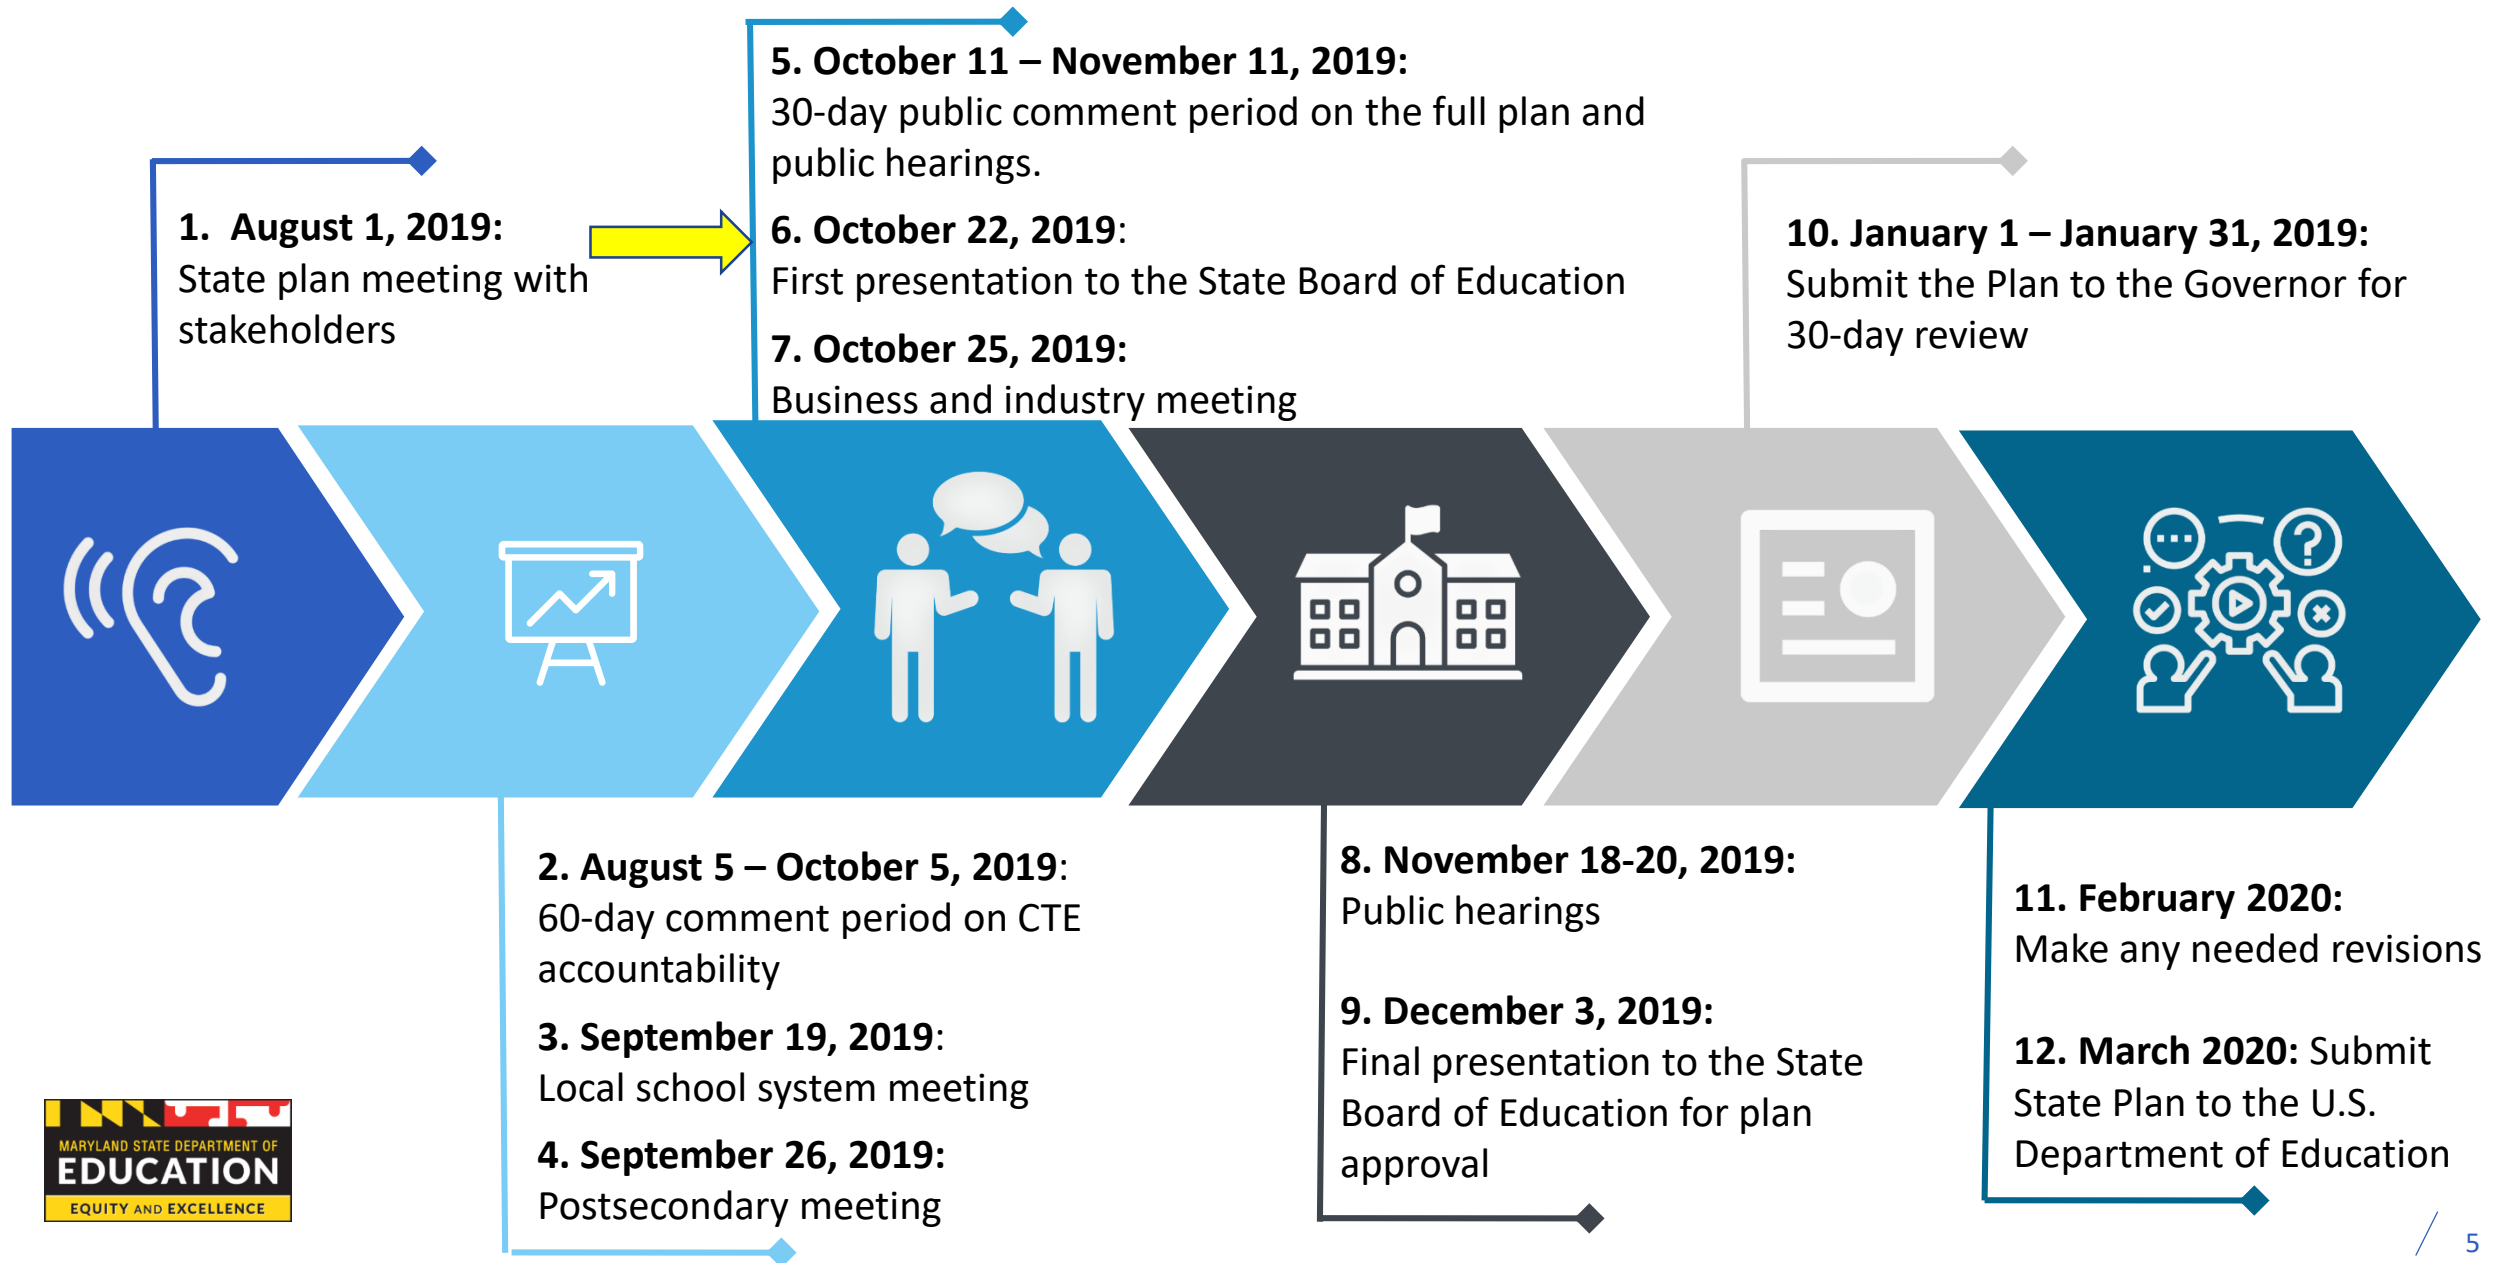 1. August 1, 2019:
State plan meeting with
stakeholders
2. August 5 – October 5, 2019:
60-day comment period on CTE
accountability
3. September 19, 2019:
Local school system meeting
4. September 26, 2019:
Postsecondary meeting
5. October 11 – November 11, 2019:
30-day public comment period on the full plan and
public hearings.
6. October 22, 2019:
First presentation to the State Board of Education
7. October 25, 2019:
Business and industry meeting
8. November 18-20, 2019:
Public hearings
9. December 3, 2019:
Final presentation to the State
Board of Education for plan
approval
10. January 1 – January 31, 2019:
Submit the Plan to the Governor for
30-day review
11. February 2020:
Make any needed revisions
12. March 2020: Submit
State Plan to the U.S.
Department of Education
MARYLAND STATE DEPARTMENT OF
EDUCATION
EQUITY AND EXCELLENCE
5